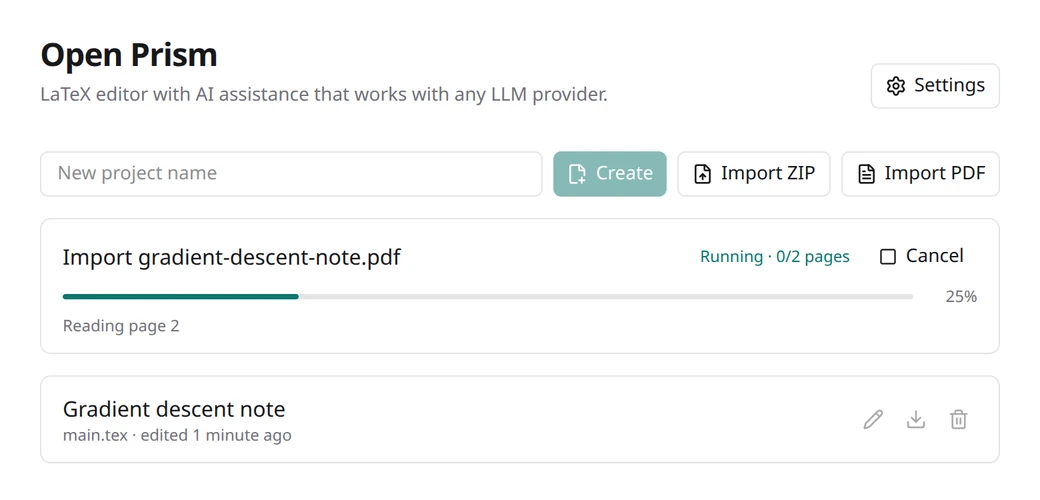 Open Prism
LaTeX editor with AI assistance that works with any LLM provider.
Settings
New project name
Create
Import ZIP
Import PDF
Import gradient-descent-note.pdf
Running · 0/2 pages
Cancel
25%
Reading page 2
Gradient descent note
main.tex · edited 1 minute ago